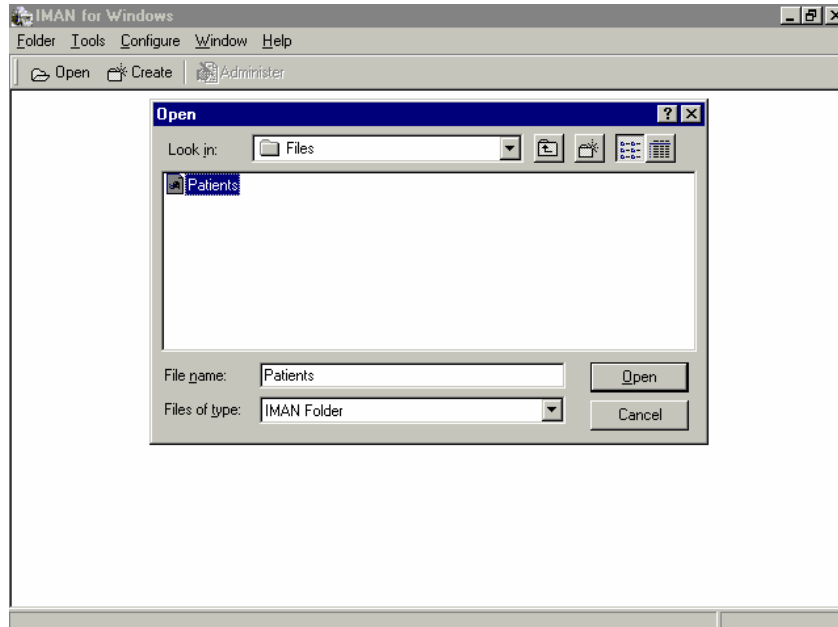 IMAN for Windows
Folder Tools Configure Window Help
Open Create Administer
Open
Look in: Files
Patients
File name: Patients Open
Files of type: IMAN Folder Cancel